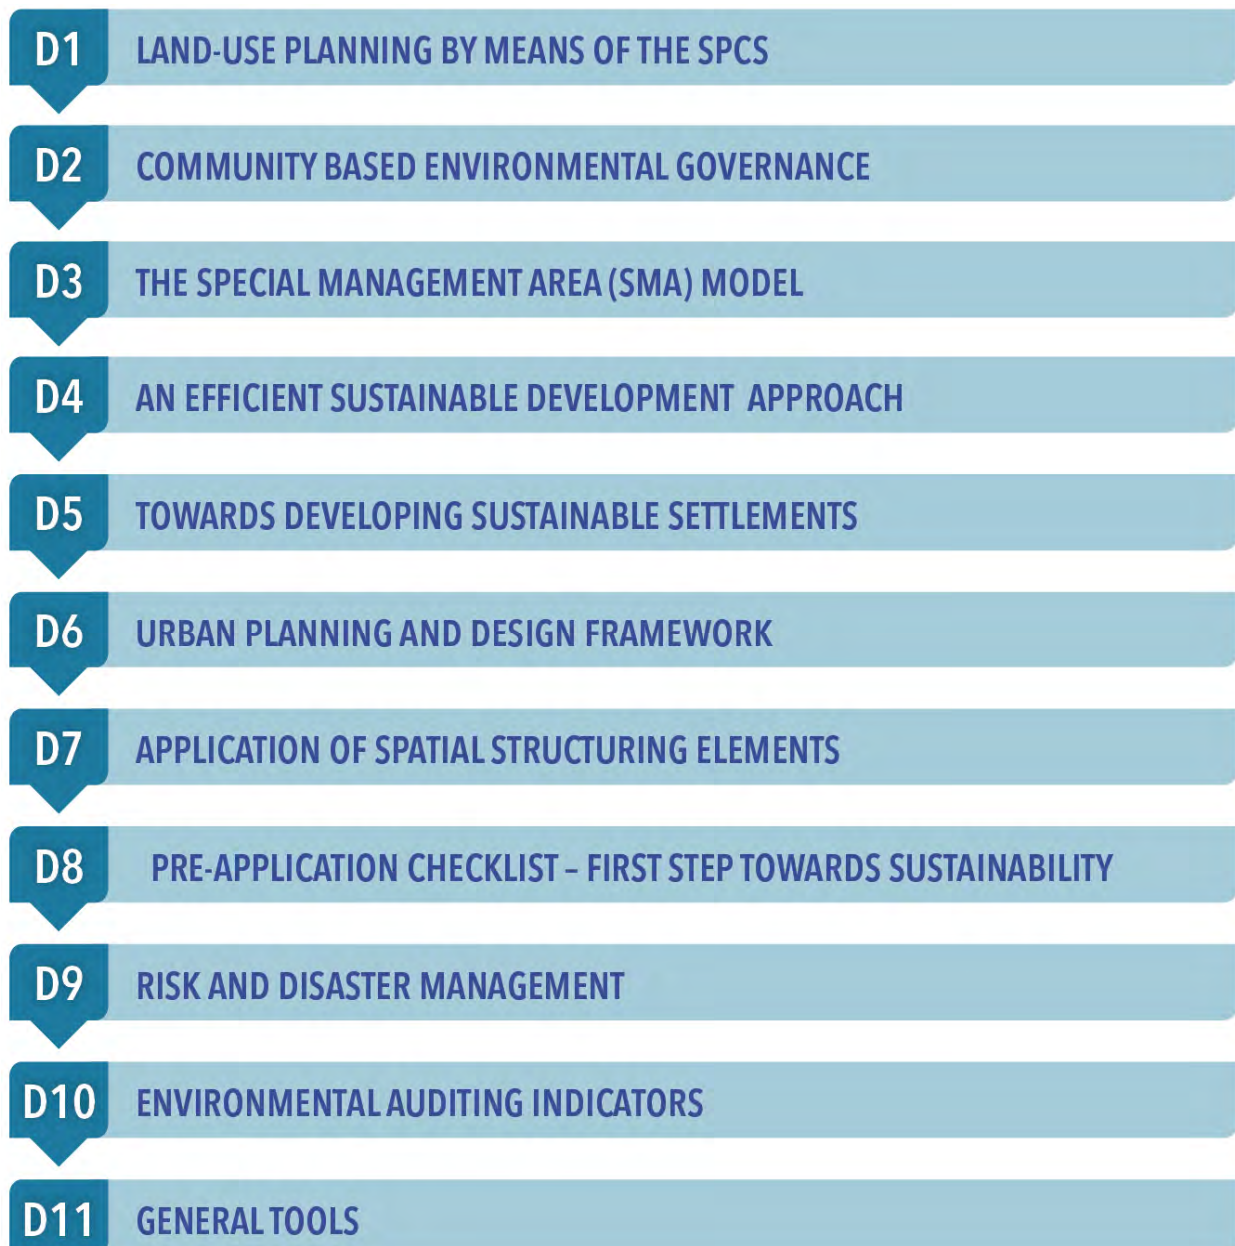 D1 LAND-USE PLANNING BY MEANS OF THE SPCS
D2 COMMUNITY BASED ENVIRONMENTAL GOVERNANCE
D3 THE SPECIAL MANAGEMENT AREA (SMA) MODEL
D4 AN EFFICIENT SUSTAINABLE DEVELOPMENT APPROACH
D5 TOWARDS DEVELOPING SUSTAINABLE SETTLEMENTS
D6 URBAN PLANNING AND DESIGN FRAMEWORK
D7 APPLICATION OF SPATIAL STRUCTURING ELEMENTS
D8 PRE-APPLICATION CHECKLIST – FIRST STEP TOWARDS SUSTAINABILITY
D9 RISK AND DISASTER MANAGEMENT
D10 ENVIRONMENTAL AUDITING INDICATORS
D11 GENERAL TOOLS